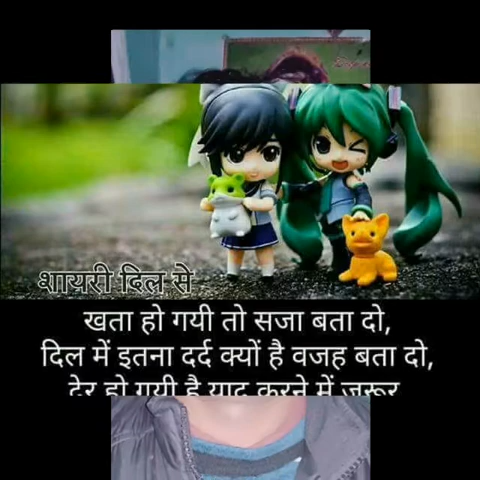 शायरी दिल से
खता हो गयी तो सजा बता दो,
दिल में इतना दर्द क्यों है वजह बता दो,
देर हो गयी है याद करने में जरूर